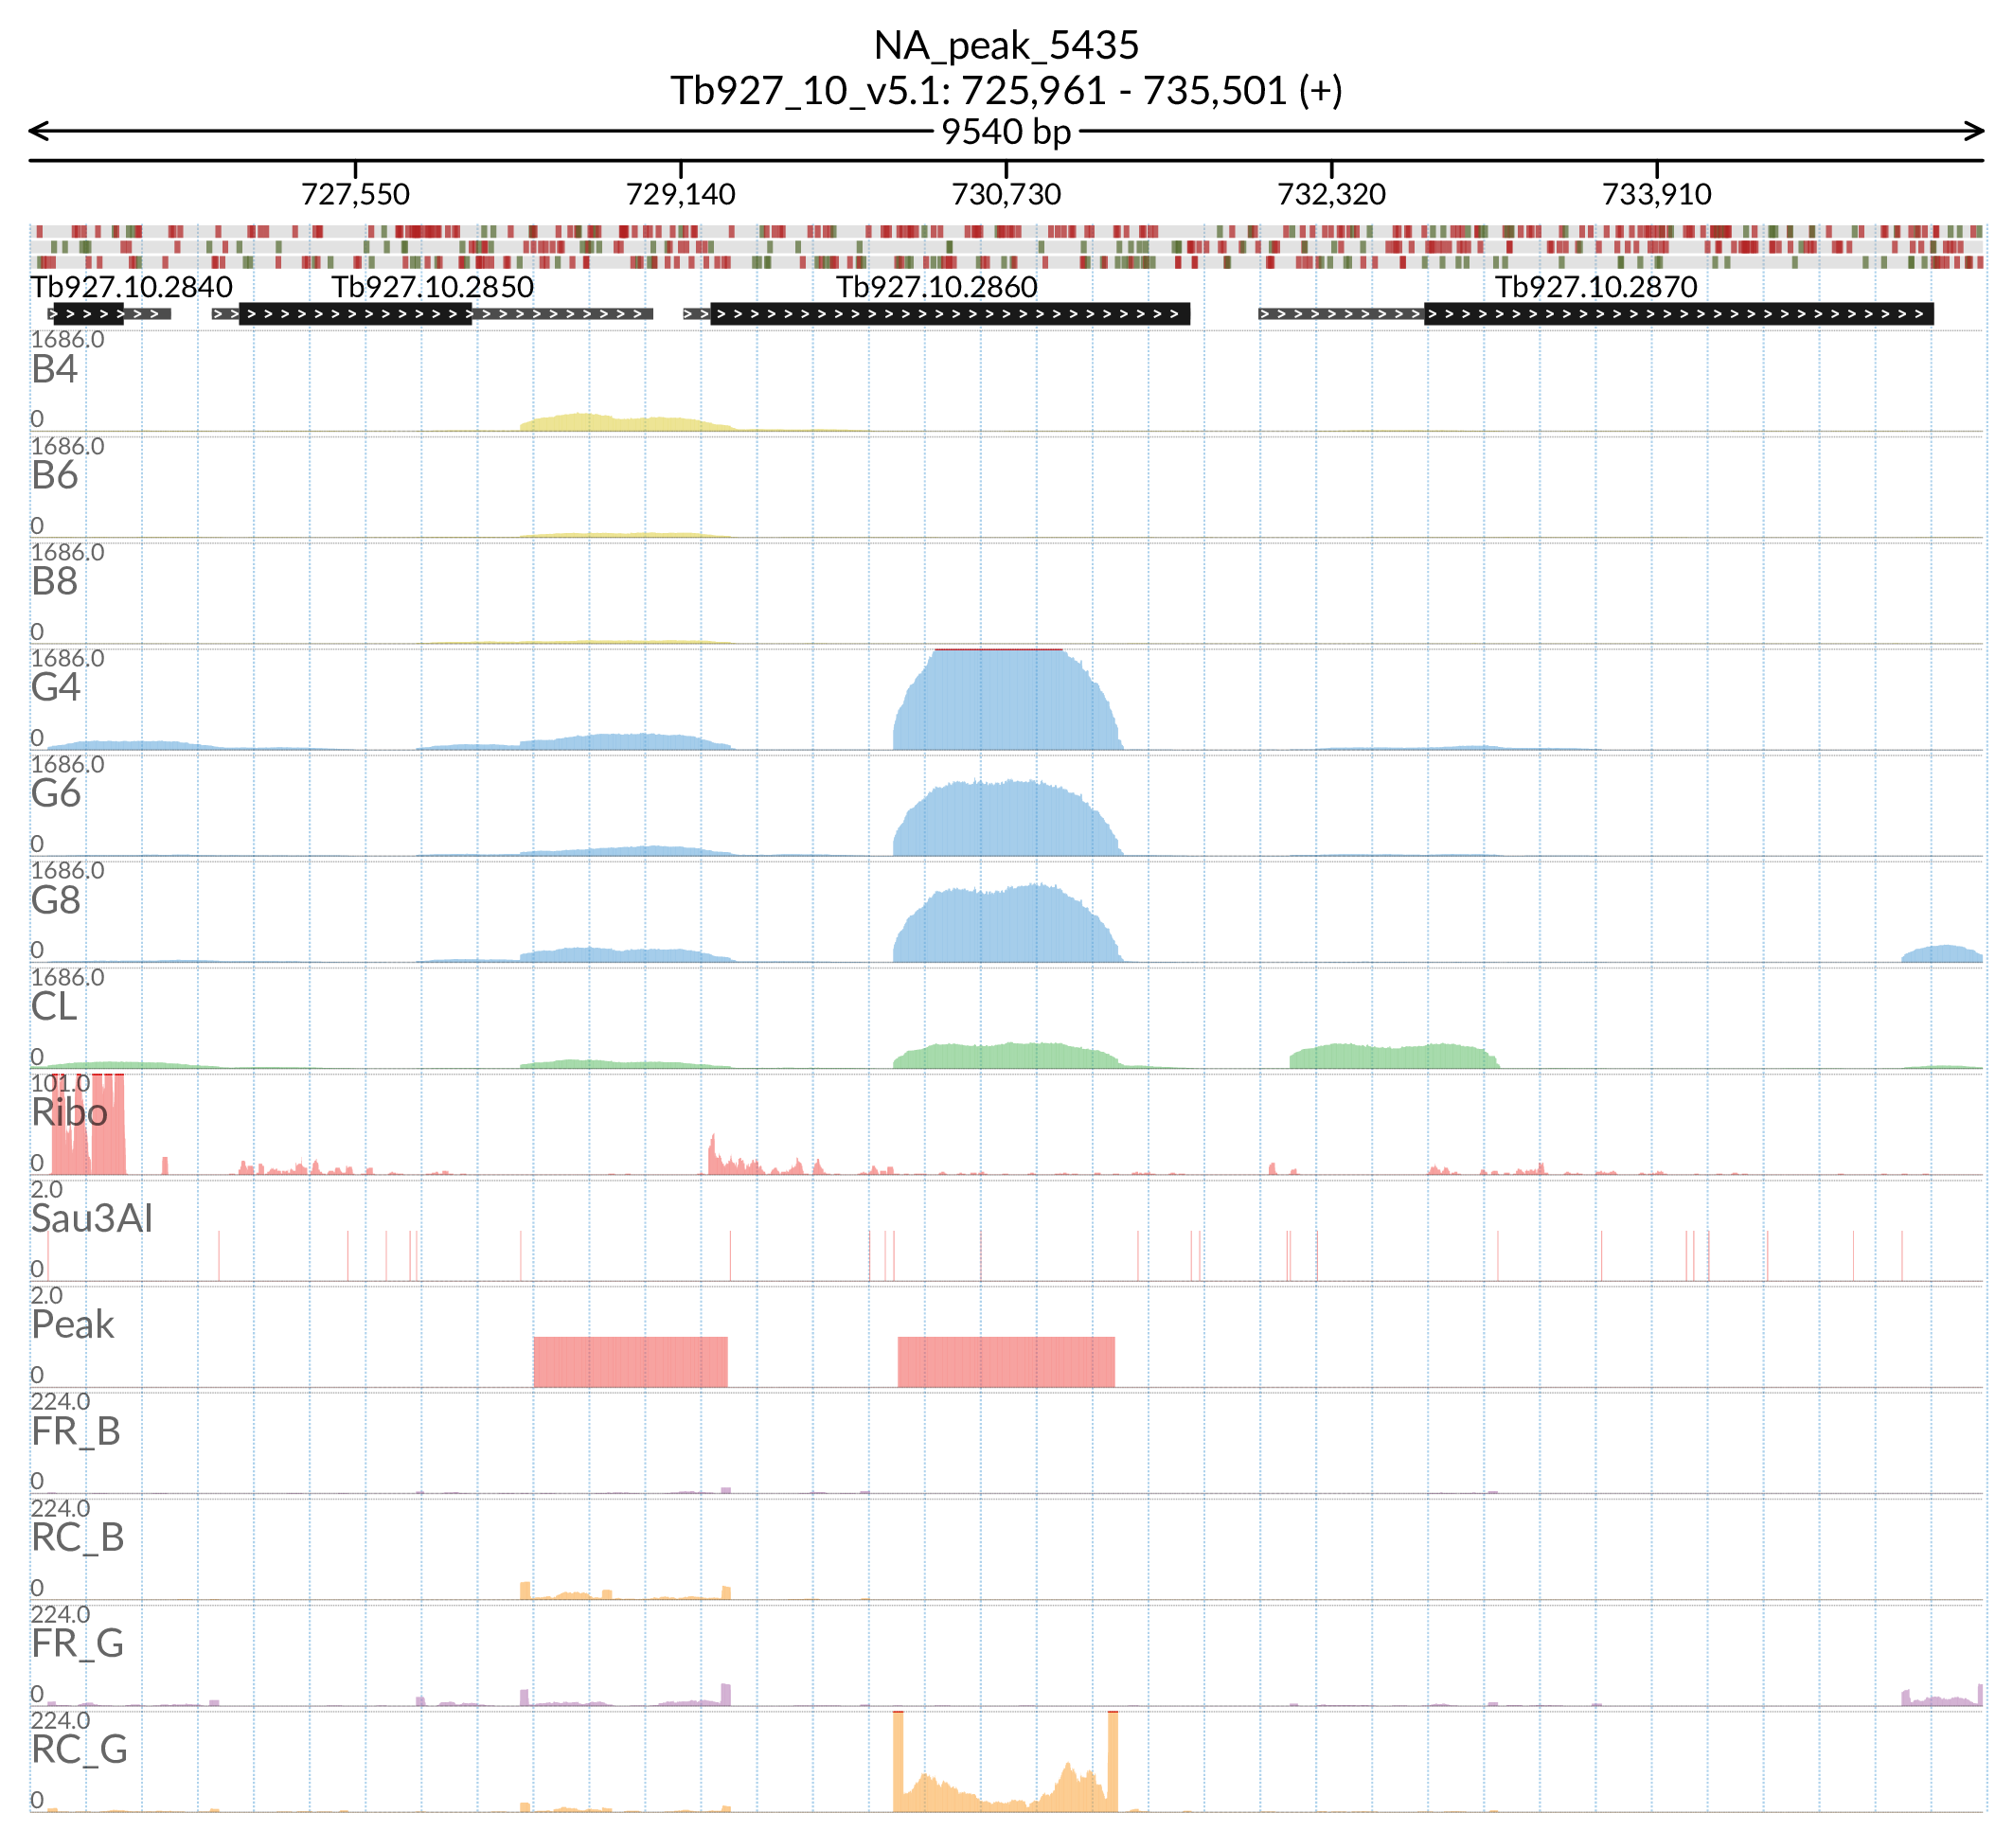 NA_peak_5435
Tb927_10_v5.1: 725,961 - 735,501 (+)
9540 bp
727,550 729,140 730,730 732,320 733,910
Tb927.10.2840 Tb927.10.2850 Tb927.10.2860 Tb927.10.2870
1686.0
B4
0
1686.0
B6
0
1686.0
B8
0
1686.0
G4
0
1686.0
G6
0
1686.0
G8
0
1686.0
CL
0
101.0
Ribo
0
2.0
Sau3AI
0
2.0
Peak
0
224.0
FR_B
0
224.0
RC_B
0
224.0
FR_G
0
224.0
RC_G
0